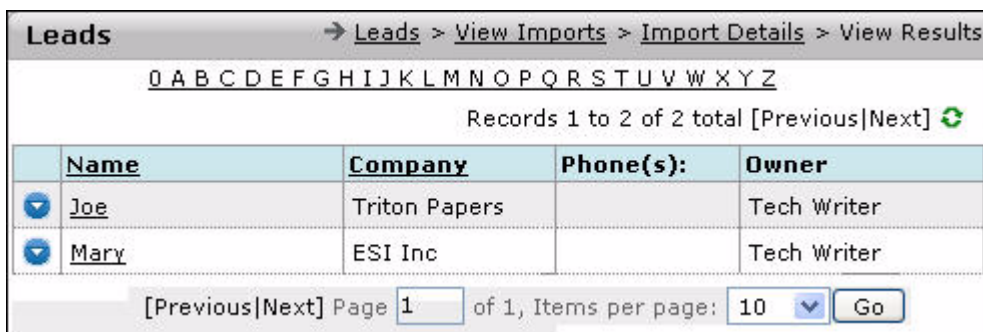 Leads → Leads > View Imports > Import Details > View Results
0 A B C D E F G H I J K L M N O P Q R S T U V W X Y Z
Records 1 to 2 of 2 total [Previous|Next]
Name Company Phone(s): Owner
Joe Triton Papers Tech Writer
Mary ESI Inc Tech Writer
[Previous|Next] Page 1 of 1, Items per page: 10 Go